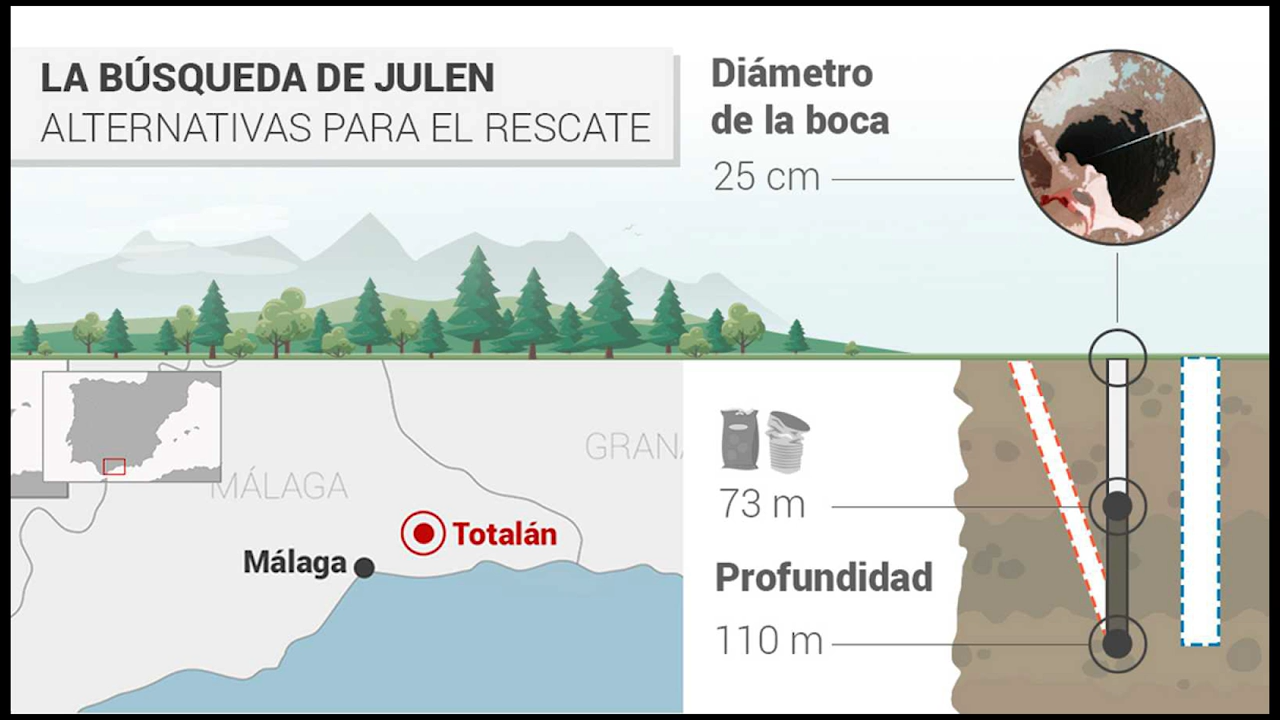 LA BÚSQUEDA DE JULEN
ALTERNATIVAS PARA EL RESCATE
Diámetro
de la boca
25 cm
GRANA
MÁLAGA
Totalán
Málaga
73 m
Profundidad
110 m